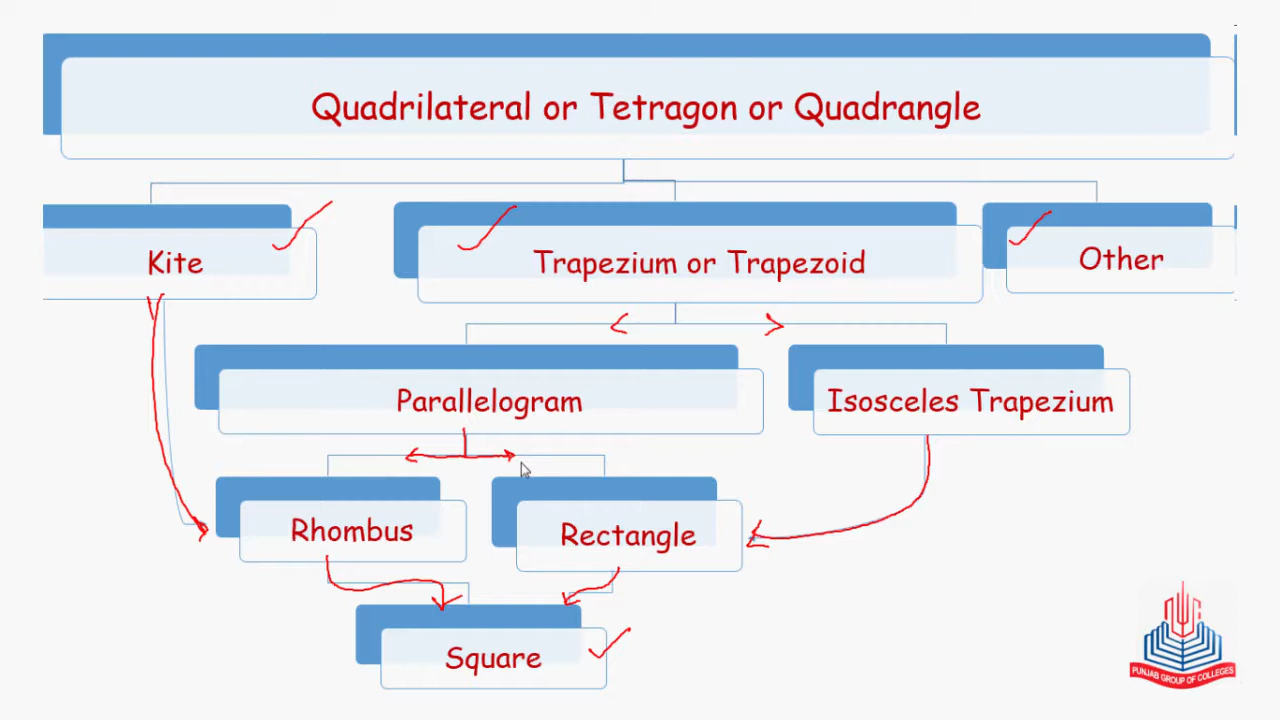 Quadrilateral or Tetragon or Quadrangle
Kite
Trapezium or Trapezoid
Other
Parallelogram
Isosceles Trapezium
Rhombus
Rectangle
Square
PUNJAB GROUP OF COLLEGES